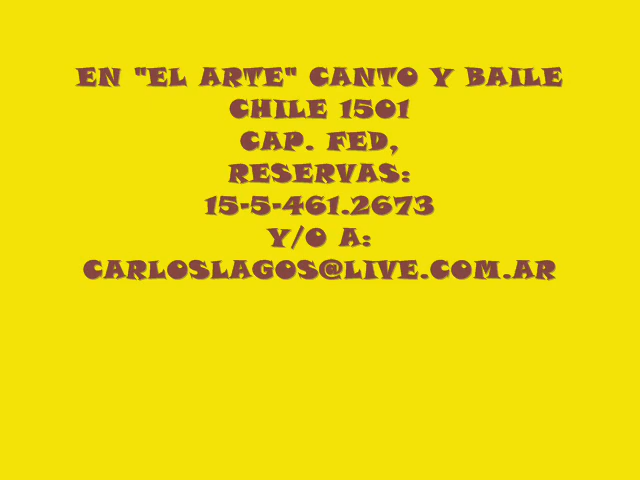 EN "EL ARTE" CANTO Y BAILE
CHILE 1501
CAP. FED,
RESERVAS:
15-5-461.2673
Y/O A:
CARLOSLAGOS@LIVE.COM.AR